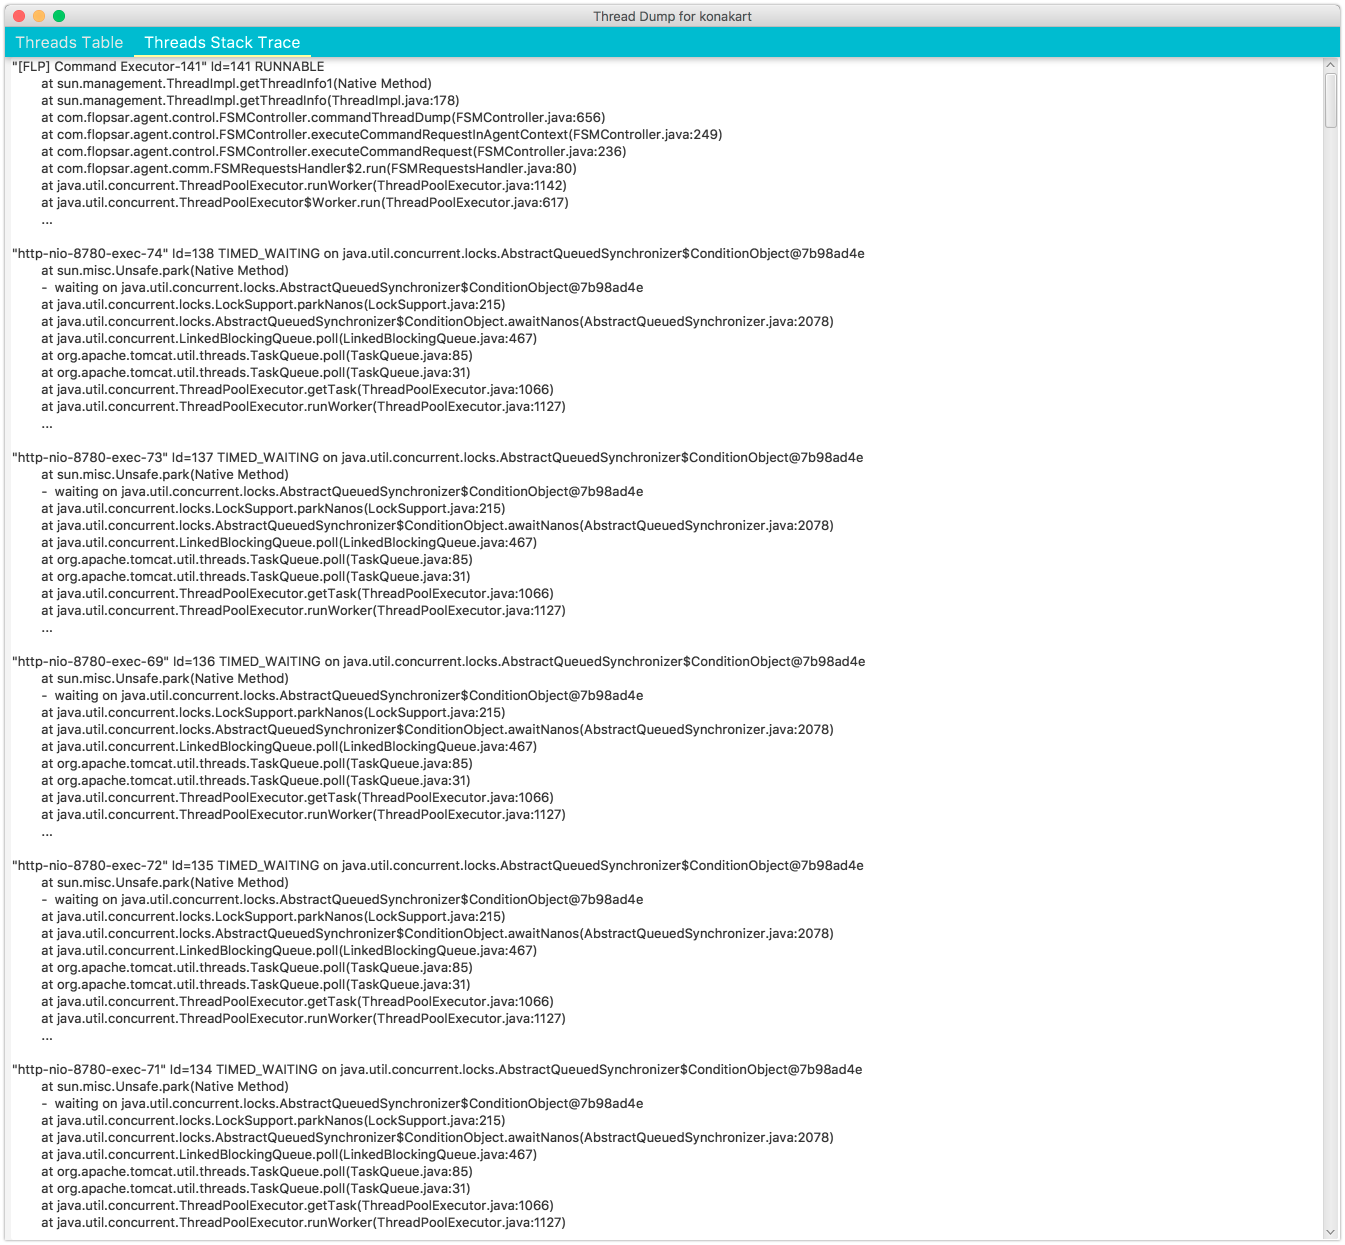 Thread Dump for konakart
Threads Table Threads Stack Trace
"[FLP] Command Executor-141" Id=141 RUNNABLE
at sun.management.ThreadImpl.getThreadInfo1(Native Method)
at sun.management.ThreadImpl.getThreadInfo(ThreadImpl.java:178)
at com.flopsar.agent.control.FSMController.commandThreadDump(FSMController.java:656)
at com.flopsar.agent.control.FSMController.executeCommandRequestInAgentContext(FSMController.java:249)
at com.flopsar.agent.control.FSMController.executeCommandRequest(FSMController.java:236)
at com.flopsar.agent.comm.FSMRequestsHandler$2.run(FSMRequestsHandler.java:80)
at java.util.concurrent.ThreadPoolExecutor.runWorker(ThreadPoolExecutor.java:1142)
at java.util.concurrent.ThreadPoolExecutor$Worker.run(ThreadPoolExecutor.java:617)
...
"http-nio-8780-exec-74" Id=138 TIMED_WAITING on java.util.concurrent.locks.AbstractQueuedSynchronizer$ConditionObject@7b98ad4e
at sun.misc.Unsafe.park(Native Method)
- waiting on java.util.concurrent.locks.AbstractQueuedSynchronizer$ConditionObject@7b98ad4e
at java.util.concurrent.locks.LockSupport.parkNanos(LockSupport.java:215)
at java.util.concurrent.locks.AbstractQueuedSynchronizer$ConditionObject.awaitNanos(AbstractQueuedSynchronizer.java:2078)
at java.util.concurrent.LinkedBlockingQueue.poll(LinkedBlockingQueue.java:467)
at org.apache.tomcat.util.threads.TaskQueue.poll(TaskQueue.java:85)
at org.apache.tomcat.util.threads.TaskQueue.poll(TaskQueue.java:31)
at java.util.concurrent.ThreadPoolExecutor.getTask(ThreadPoolExecutor.java:1066)
at java.util.concurrent.ThreadPoolExecutor.runWorker(ThreadPoolExecutor.java:1127)
...
"http-nio-8780-exec-73" Id=137 TIMED_WAITING on java.util.concurrent.locks.AbstractQueuedSynchronizer$ConditionObject@7b98ad4e
at sun.misc.Unsafe.park(Native Method)
- waiting on java.util.concurrent.locks.AbstractQueuedSynchronizer$ConditionObject@7b98ad4e
at java.util.concurrent.locks.LockSupport.parkNanos(LockSupport.java:215)
at java.util.concurrent.locks.AbstractQueuedSynchronizer$ConditionObject.awaitNanos(AbstractQueuedSynchronizer.java:2078)
at java.util.concurrent.LinkedBlockingQueue.poll(LinkedBlockingQueue.java:467)
at org.apache.tomcat.util.threads.TaskQueue.poll(TaskQueue.java:85)
at org.apache.tomcat.util.threads.TaskQueue.poll(TaskQueue.java:31)
at java.util.concurrent.ThreadPoolExecutor.getTask(ThreadPoolExecutor.java:1066)
at java.util.concurrent.ThreadPoolExecutor.runWorker(ThreadPoolExecutor.java:1127)
...
"http-nio-8780-exec-69" Id=136 TIMED_WAITING on java.util.concurrent.locks.AbstractQueuedSynchronizer$ConditionObject@7b98ad4e
at sun.misc.Unsafe.park(Native Method)
- waiting on java.util.concurrent.locks.AbstractQueuedSynchronizer$ConditionObject@7b98ad4e
at java.util.concurrent.locks.LockSupport.parkNanos(LockSupport.java:215)
at java.util.concurrent.locks.AbstractQueuedSynchronizer$ConditionObject.awaitNanos(AbstractQueuedSynchronizer.java:2078)
at java.util.concurrent.LinkedBlockingQueue.poll(LinkedBlockingQueue.java:467)
at org.apache.tomcat.util.threads.TaskQueue.poll(TaskQueue.java:85)
at org.apache.tomcat.util.threads.TaskQueue.poll(TaskQueue.java:31)
at java.util.concurrent.ThreadPoolExecutor.getTask(ThreadPoolExecutor.java:1066)
at java.util.concurrent.ThreadPoolExecutor.runWorker(ThreadPoolExecutor.java:1127)
...
"http-nio-8780-exec-72" Id=135 TIMED_WAITING on java.util.concurrent.locks.AbstractQueuedSynchronizer$ConditionObject@7b98ad4e
at sun.misc.Unsafe.park(Native Method)
- waiting on java.util.concurrent.locks.AbstractQueuedSynchronizer$ConditionObject@7b98ad4e
at java.util.concurrent.locks.LockSupport.parkNanos(LockSupport.java:215)
at java.util.concurrent.locks.AbstractQueuedSynchronizer$ConditionObject.awaitNanos(AbstractQueuedSynchronizer.java:2078)
at java.util.concurrent.LinkedBlockingQueue.poll(LinkedBlockingQueue.java:467)
at org.apache.tomcat.util.threads.TaskQueue.poll(TaskQueue.java:85)
at org.apache.tomcat.util.threads.TaskQueue.poll(TaskQueue.java:31)
at java.util.concurrent.ThreadPoolExecutor.getTask(ThreadPoolExecutor.java:1066)
at java.util.concurrent.ThreadPoolExecutor.runWorker(ThreadPoolExecutor.java:1127)
...
"http-nio-8780-exec-71" Id=134 TIMED_WAITING on java.util.concurrent.locks.AbstractQueuedSynchronizer$ConditionObject@7b98ad4e
at sun.misc.Unsafe.park(Native Method)
- waiting on java.util.concurrent.locks.AbstractQueuedSynchronizer$ConditionObject@7b98ad4e
at java.util.concurrent.locks.LockSupport.parkNanos(LockSupport.java:215)
at java.util.concurrent.locks.AbstractQueuedSynchronizer$ConditionObject.awaitNanos(AbstractQueuedSynchronizer.java:2078)
at java.util.concurrent.LinkedBlockingQueue.poll(LinkedBlockingQueue.java:467)
at org.apache.tomcat.util.threads.TaskQueue.poll(TaskQueue.java:85)
at org.apache.tomcat.util.threads.TaskQueue.poll(TaskQueue.java:31)
at java.util.concurrent.ThreadPoolExecutor.getTask(ThreadPoolExecutor.java:1066)
at java.util.concurrent.ThreadPoolExecutor.runWorker(ThreadPoolExecutor.java:1127)